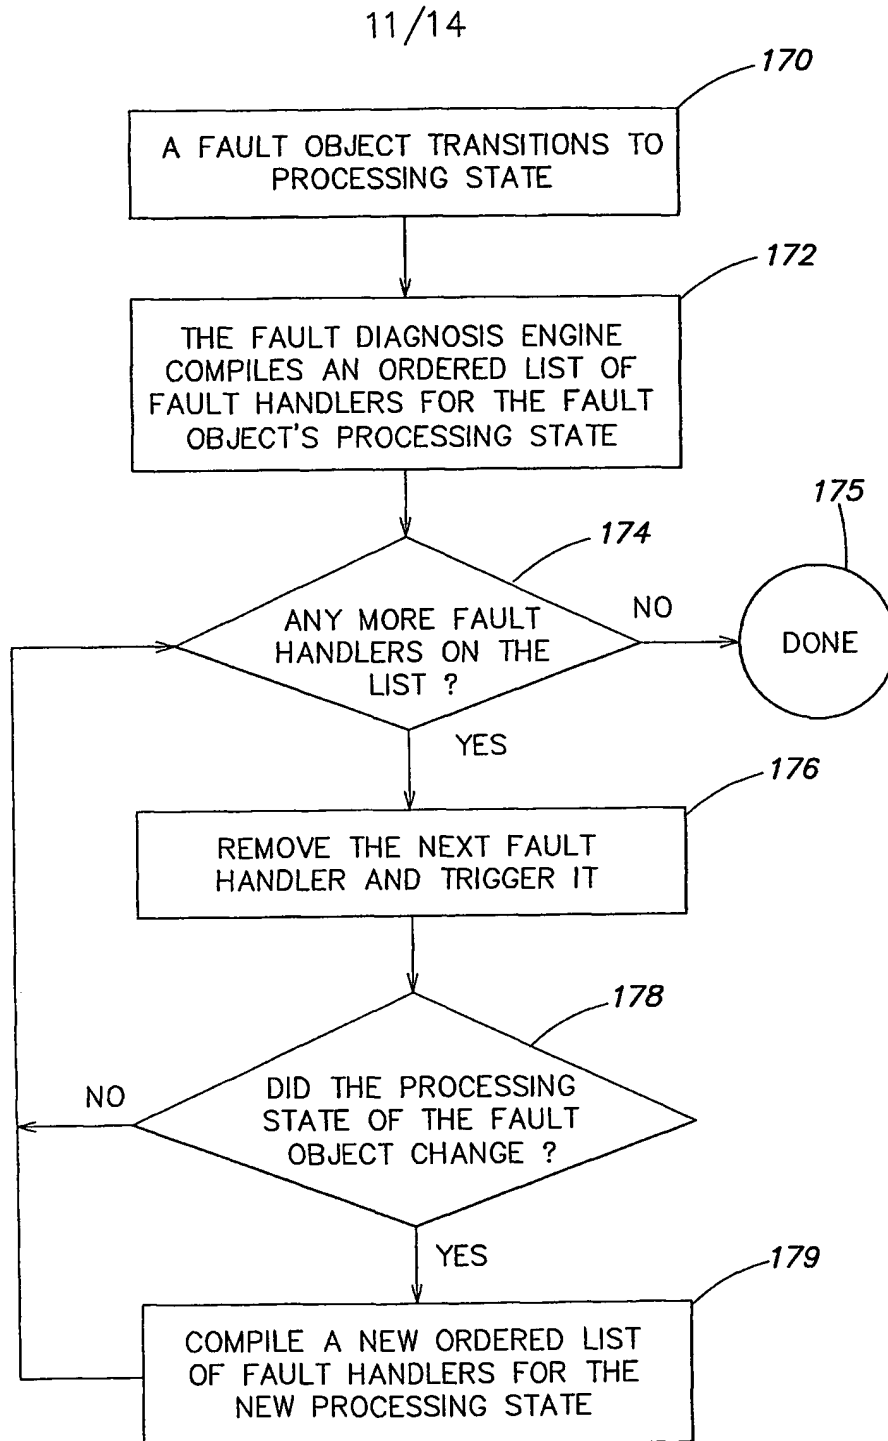 11/14
170
A FAULT OBJECT TRANSITIONS TO
PROCESSING STATE
172
THE FAULT DIAGNOSIS ENGINE
COMPILES AN ORDERED LIST OF
FAULT HANDLERS FOR THE FAULT
OBJECT'S PROCESSING STATE
174
175
ANY MORE FAULT
HANDLERS ON THE
LIST ?
NO
DONE
YES
176
REMOVE THE NEXT FAULT
HANDLER AND TRIGGER IT
178
DID THE PROCESSING
STATE OF THE FAULT
OBJECT CHANGE ?
NO
YES
179
COMPILE A NEW ORDERED LIST
OF FAULT HANDLERS FOR THE
NEW PROCESSING STATE